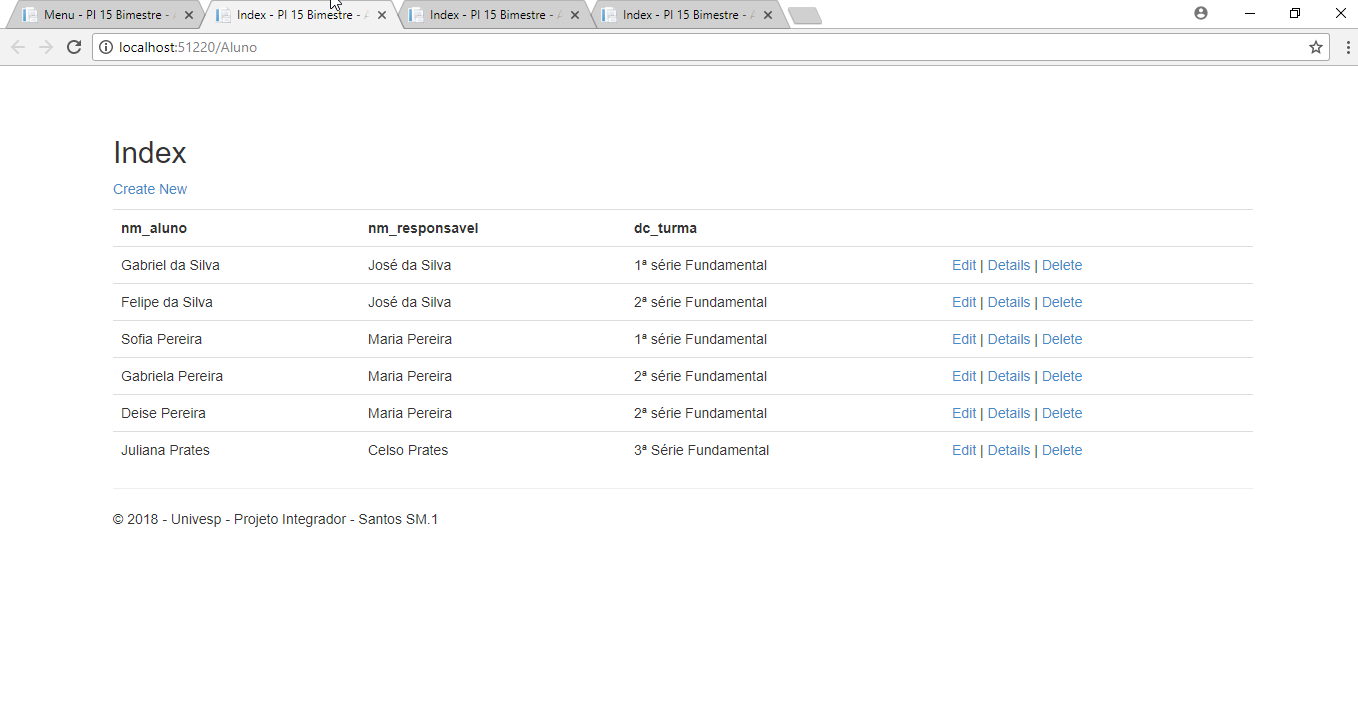 Menu - PI 15 Bimestre - Index - PI 15 Bimestre - Index - PI 15 Bimestre - Index - PI 15 Bimestre -
localhost:51220/Aluno
Index
Create New
nm_aluno nm_responsavel dc_turma
Gabriel da Silva José da Silva 1ª série Fundamental Edit | Details | Delete
Felipe da Silva José da Silva 2ª série Fundamental Edit | Details | Delete
Sofia Pereira Maria Pereira 1ª série Fundamental Edit | Details | Delete
Gabriela Pereira Maria Pereira 2ª série Fundamental Edit | Details | Delete
Deise Pereira Maria Pereira 2ª série Fundamental Edit | Details | Delete
Juliana Prates Celso Prates 3ª Série Fundamental Edit | Details | Delete
© 2018 - Univesp - Projeto Integrador - Santos SM.1